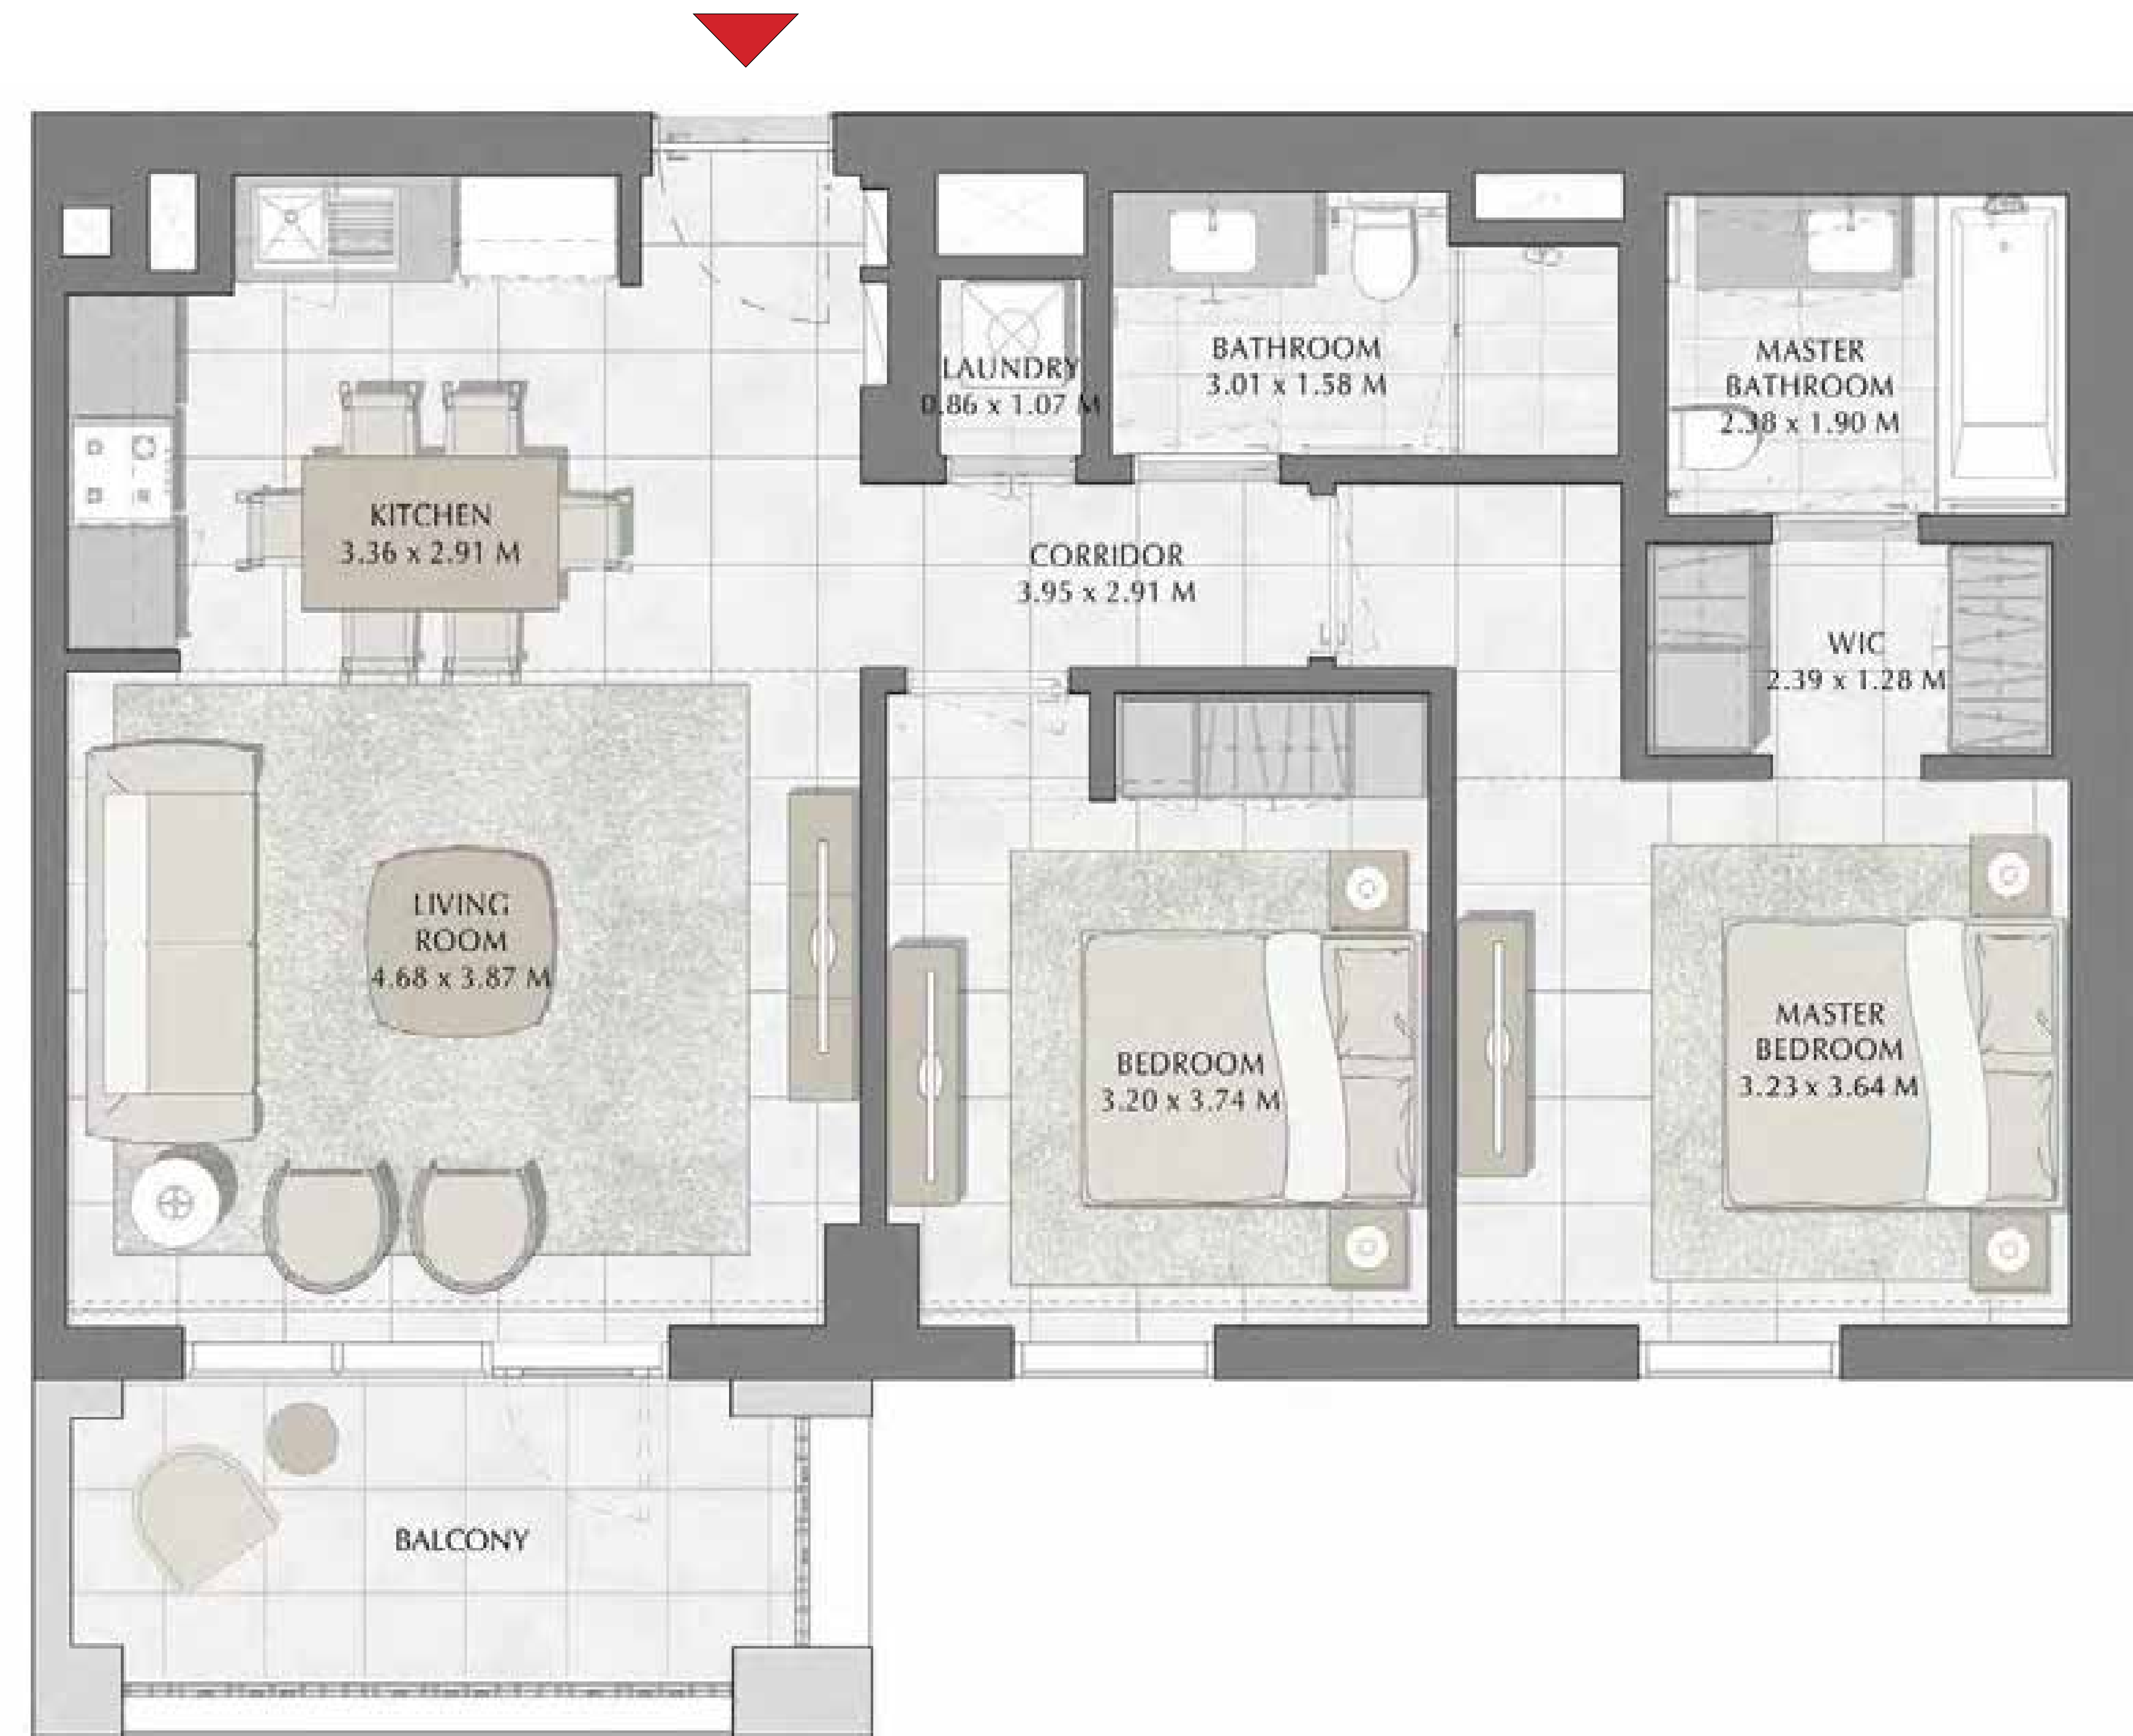 LAUNDRY
0.86 x 1.07 M
BATHROOM
3.01 x 1.58 M
MASTER
BATHROOM
2.38 x 1.90 M
KITCHEN
3.36 x 2.91 M
CORRIDOR
3.95 x 2.91 M
WIC
2.39 x 1.28 M
LIVING
ROOM
4.68 x 3.87 M
BEDROOM
3.20 x 3.74 M
MASTER
BEDROOM
3.23 x 3.64 M
BALCONY